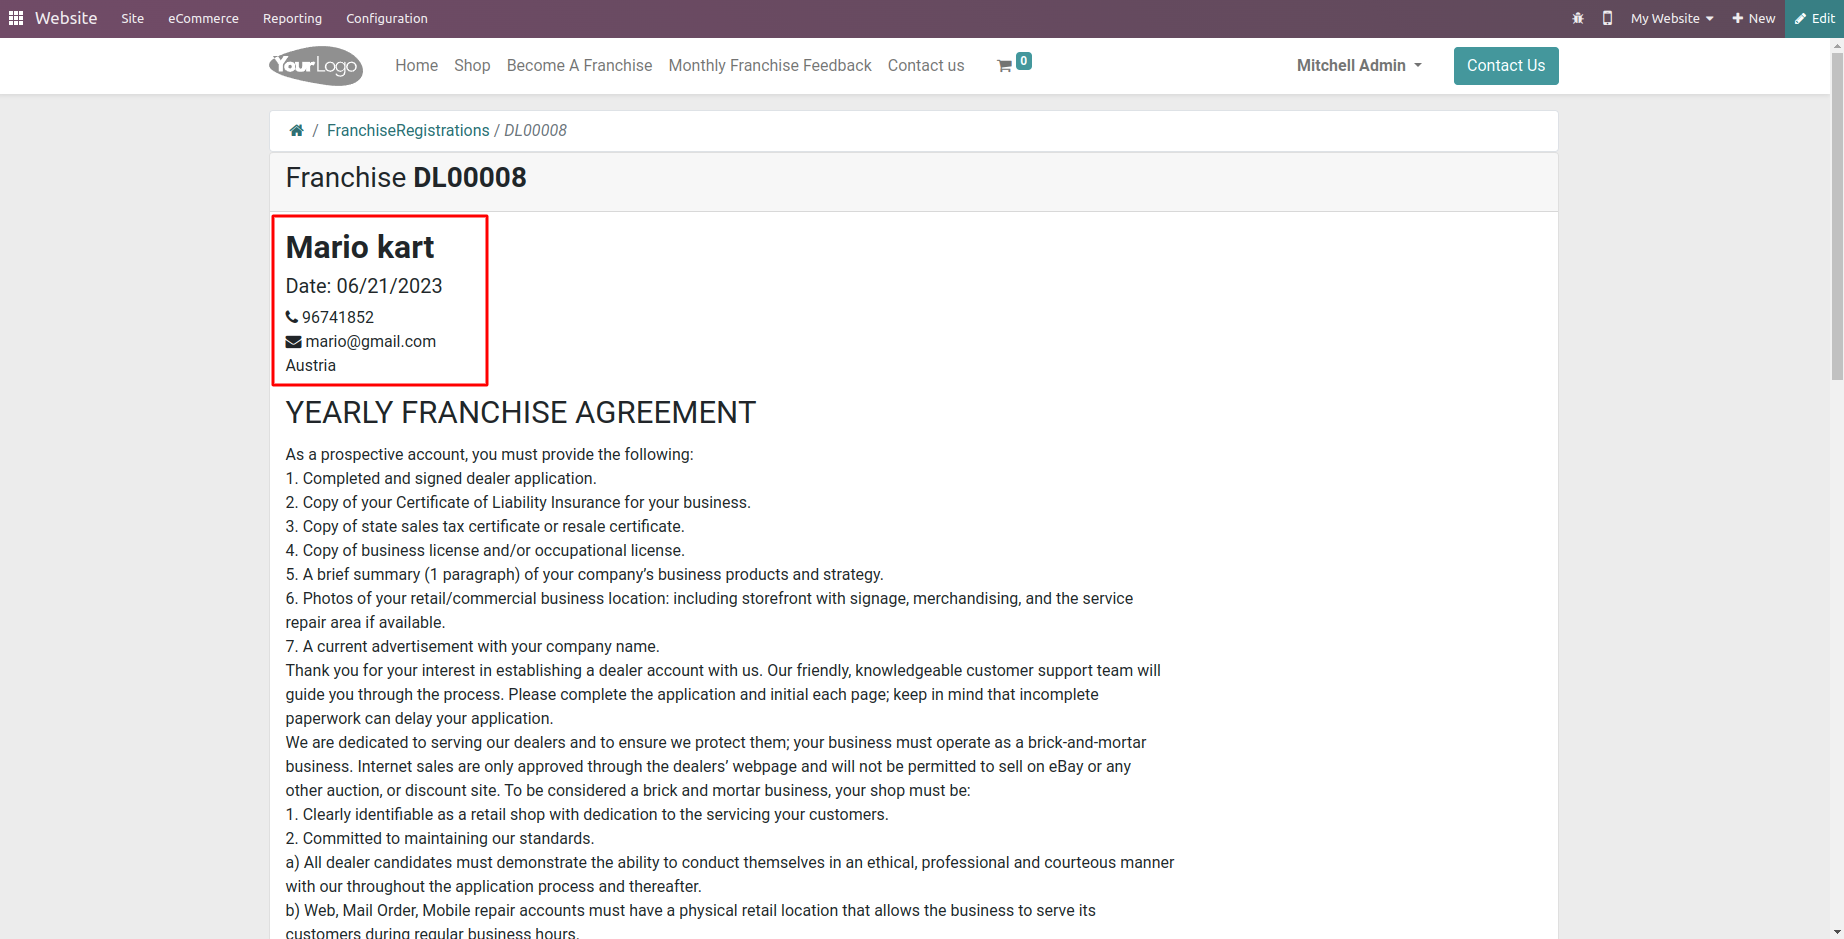 Website Site eCommerce Reporting Configuration My Website New Edit
YourLogo Home Shop Become A Franchise Monthly Franchise Feedback Contact us 0 Mitchell Admin Contact Us
/ FranchiseRegistrations / DL00008
Franchise DL00008
Mario kart
Date: 06/21/2023
96741852
mario@gmail.com
Austria
YEARLY FRANCHISE AGREEMENT
As a prospective account, you must provide the following:
1. Completed and signed dealer application.
2. Copy of your Certificate of Liability Insurance for your business.
3. Copy of state sales tax certificate or resale certificate.
4. Copy of business license and/or occupational license.
5. A brief summary (1 paragraph) of your company’s business products and strategy.
6. Photos of your retail/commercial business location: including storefront with signage, merchandising, and the service
repair area if available.
7. A current advertisement with your company name.
Thank you for your interest in establishing a dealer account with us. Our friendly, knowledgeable customer support team will
guide you through the process. Please complete the application and initial each page; keep in mind that incomplete
paperwork can delay your application.
We are dedicated to serving our dealers and to ensure we protect them; your business must operate as a brick-and-mortar
business. Internet sales are only approved through the dealers’ webpage and will not be permitted to sell on eBay or any
other auction, or discount site. To be considered a brick and mortar business, your shop must be:
1. Clearly identifiable as a retail shop with dedication to the servicing your customers.
2. Committed to maintaining our standards.
a) All dealer candidates must demonstrate the ability to conduct themselves in an ethical, professional and courteous manner
with our throughout the application process and thereafter.
b) Web, Mail Order, Mobile repair accounts must have a physical retail location that allows the business to serve its
customers during regular business hours.